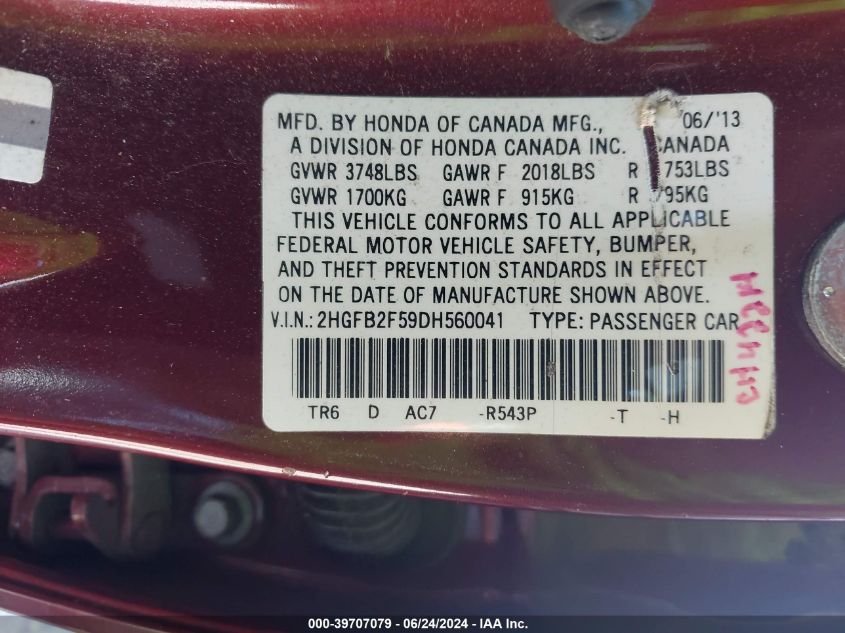 MFD. BY HONDA OF CANADA MFG., 06/'13
A DIVISION OF HONDA CANADA INC. CANADA
GVWR 3748LBS GAWR F 2018LBS R 753LBS
GVWR 1700KG GAWR F 915KG R 795KG
THIS VEHICLE CONFORMS TO ALL APPLICABLE
FEDERAL MOTOR VEHICLE SAFETY, BUMPER,
AND THEFT PREVENTION STANDARDS IN EFFECT
ON THE DATE OF MANUFACTURE SHOWN ABOVE.
V.I.N.: 2HGFB2F59DH560041 TYPE: PASSENGER CAR
TR6 D AC7 -R543P -T -H
000-39707079 - 06/24/2024 - IAA Inc.